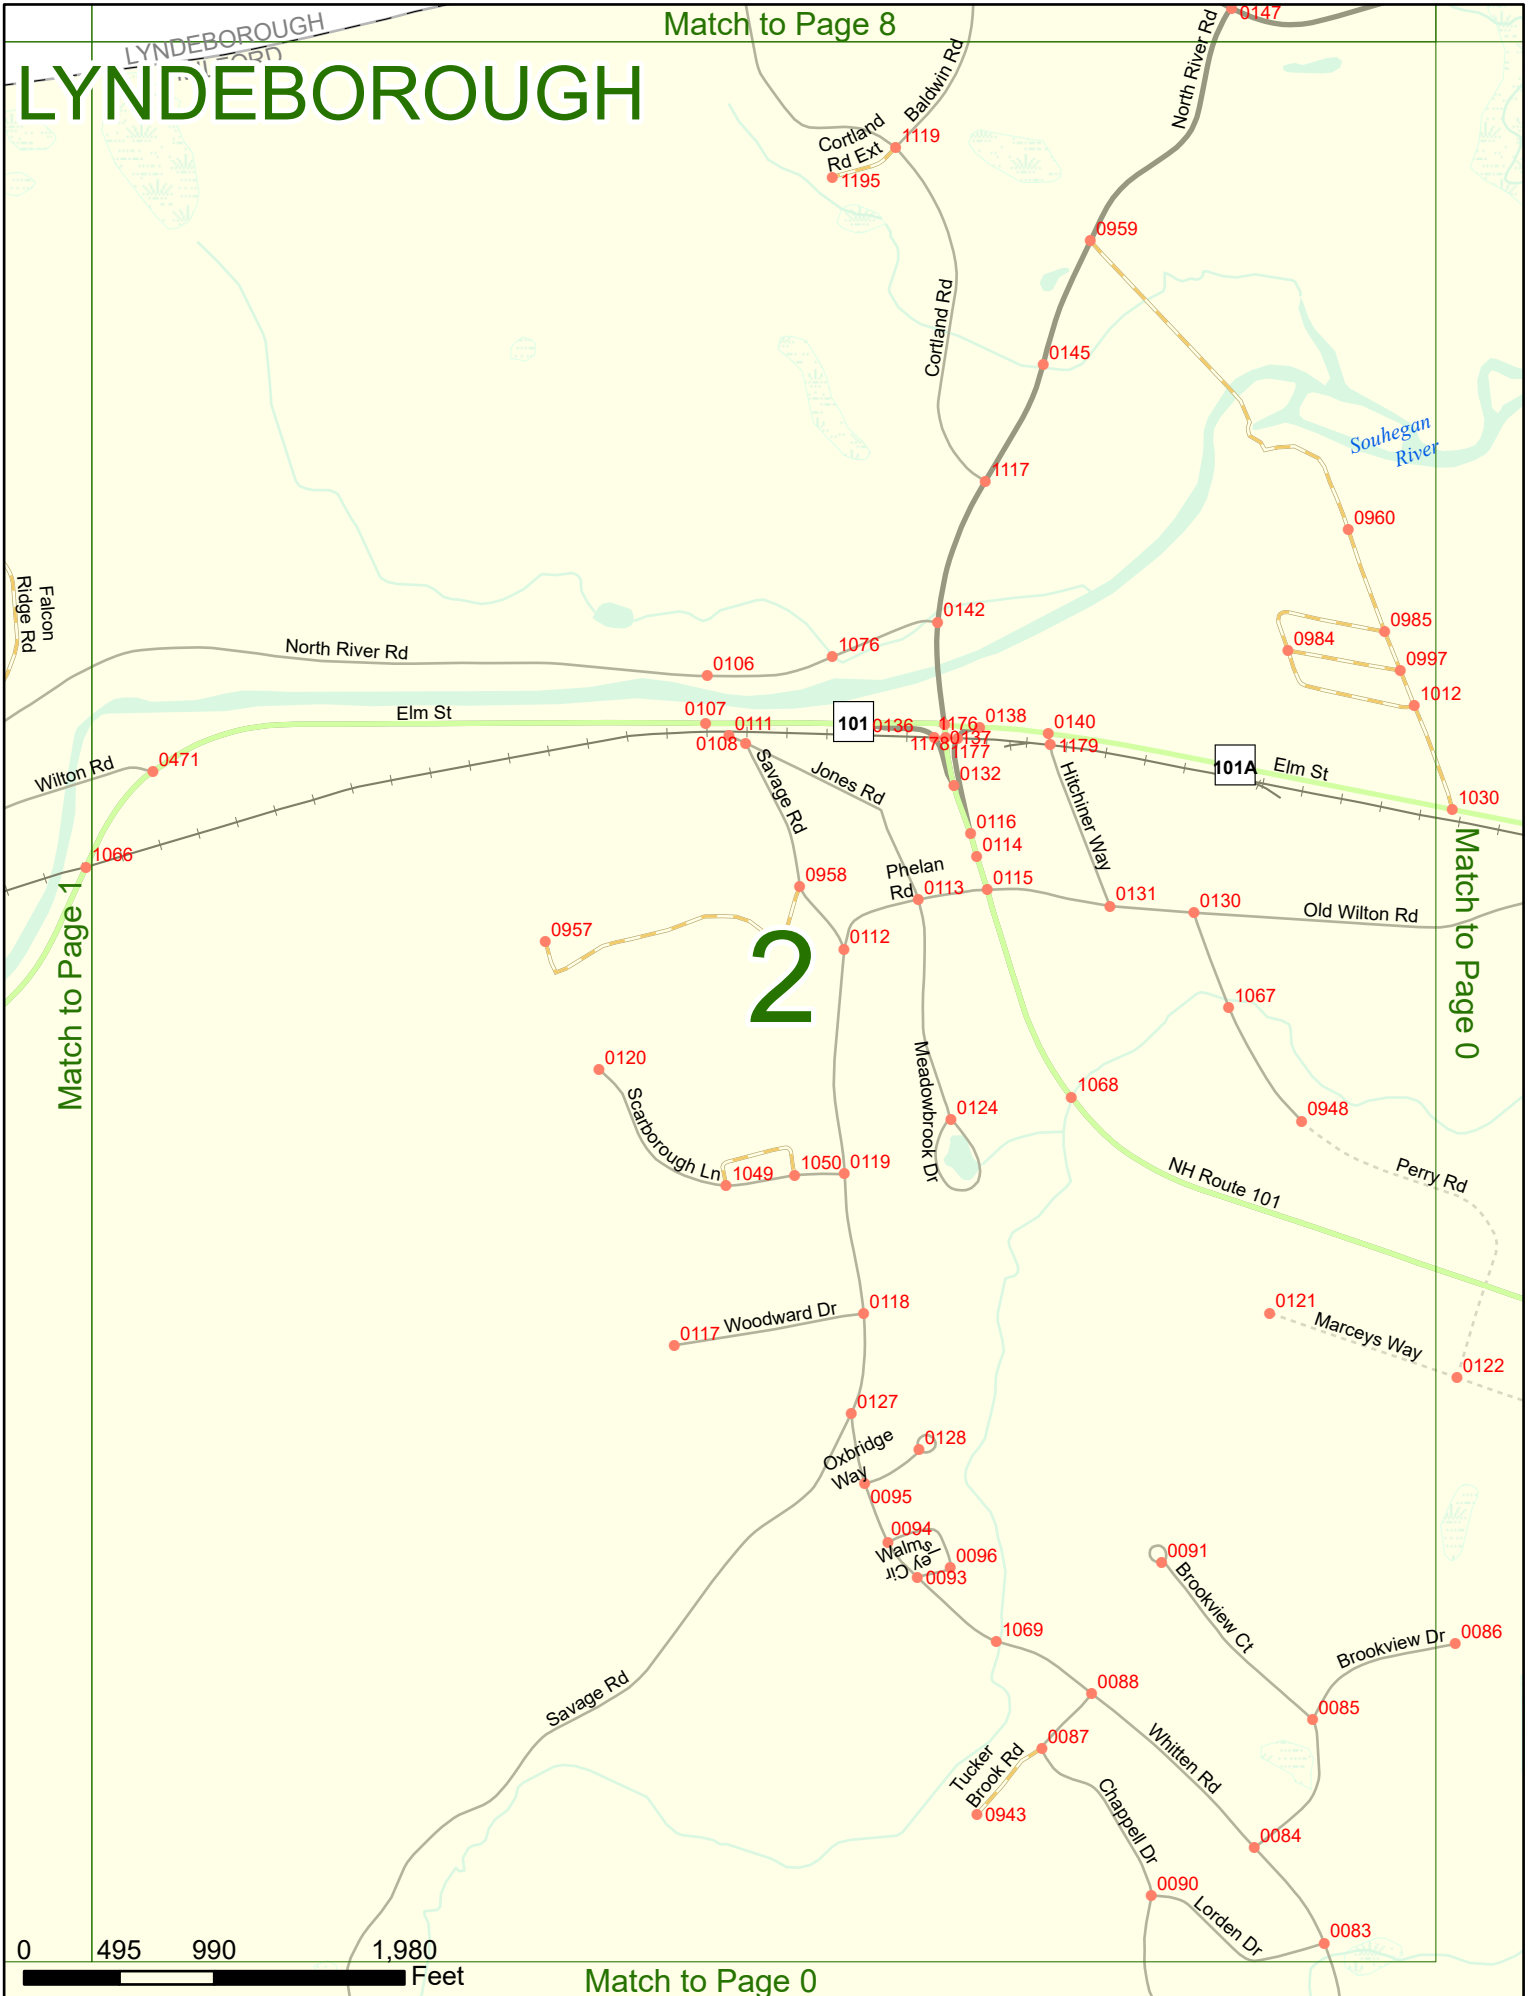 Match to Page 8
0147
LYNDEBOROUGH
LYNDEBOROUGH
North River Rd
Baldwin Rd
Cortland
Rd Ext
1119
1195
0959
Cortland Rd
0145
Souhegan
River
1117
0960
Falcon
Ridge Rd
0142
0985
North River Rd
1076
0984
0106
0997
1012
Elm St
0107
0111
101
0136
1176
0138
0140
0108
1178
0137
1177
1179
Wilton Rd
0471
Savage Rd
Jones Rd
0132
Hitchiner Way
101A
Elm St
1030
0116
1066
0114
Match to Page 1
0958
Phelan
Rd
0113
0115
0131
0130
Old Wilton Rd
Match to Page 0
0957
0112
2
1067
0120
Scarborough Ln
Meadowbrook Dr
1068
0124
0948
1049
1050
0119
NH Route 101
Perry Rd
0118
Woodward Dr
0117
0121
Marceys Way
0122
0127
Oxbridge
Way
0128
0095
0094
Walmsley Cir
0096
0093
0091
Brookview Ct
1069
Brookview Dr
0086
Savage Rd
0088
0085
Tucker
Brook Rd
0087
Whitten Rd
0943
Chappell Dr
0084
0090
Lorden Dr
0083
0 495 990 1,980
Feet
Match to Page 0